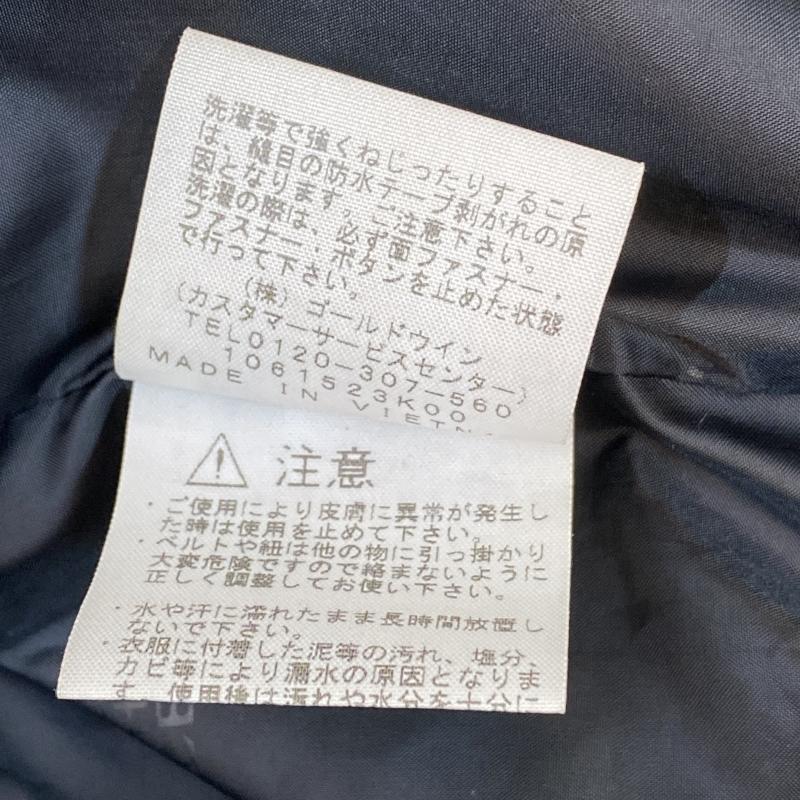 洗濯等で強くねじったりすること
は、縫目の防水テープ剥がれの原
因となります。ご注意下さい。
洗濯の際は、必ず面ファスナー・
ファスナー・ボタンを止めた状態
で行って下さい。
(株)ゴールドウイン
(カスタマーサービスセンター)
TEL0120-307-560
1061523K00
MADE IN VIETN
注意
・ご使用により皮膚に異常が発生し
た時は使用を止めて下さい。
・ベルトや紐は他の物に引っ掛かり
大変危険ですので絡まないように
正しく調整してお使い下さい。
・水や汗に濡れたまま長時間放置し
ないで下さい。
・衣服に付着した泥等の汚れ、塩分、
カビ等により漏水の原因となりま
す。使用後は汚れや水分を十分に